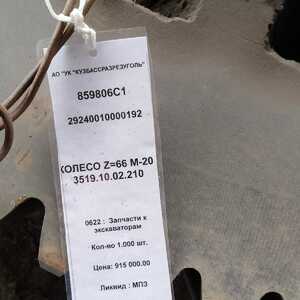 АО "УК "КУЗБАССРАЗРЕЗУГОЛЬ"
859806C1
29240010000192
КОЛЕСО Z=66 М-20
3519.10.02.210
0622 : Запчасти к
экскаваторам
Кол-во 1.000 шт.
Цена: 915 000.00
Ликвид : МПЗ